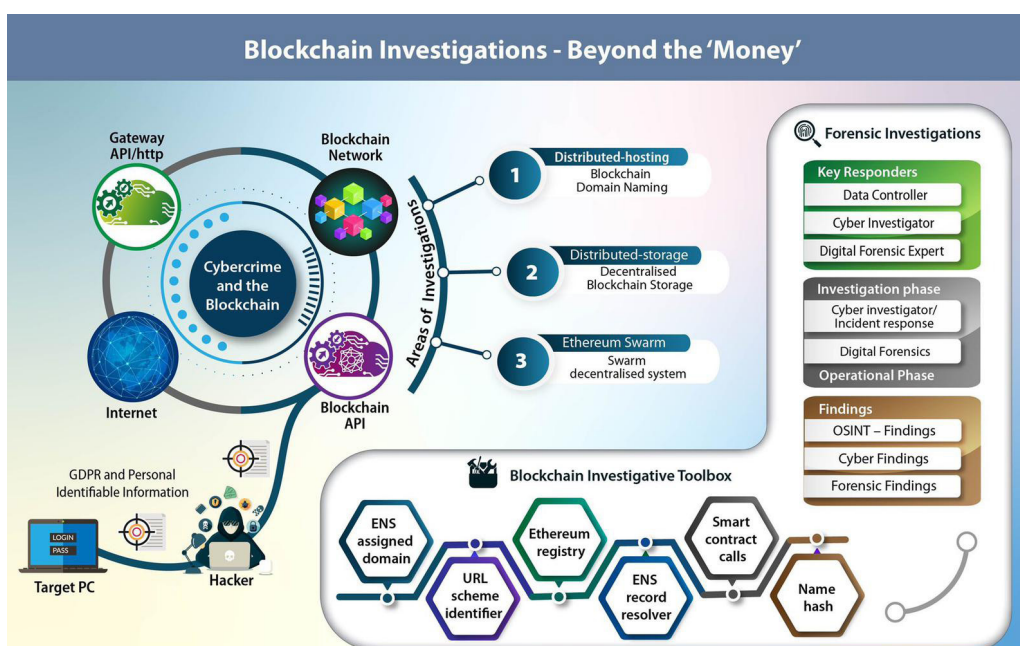 Blockchain Investigations - Beyond the 'Money'
Gateway
API/http
Blockchain
Network
Cybercrime
and the
Blockchain
Internet
Blockchain
API
Areas of Investigations
1
Distributed-hosting
Blockchain
Domain Naming
2
Distributed-storage
Decentralised
Blockchain Storage
3
Ethereum Swarm
Swarm
decentralised system
GDPR and Personal
Identifiable Information
LOGIN
PASS
Target PC
Hacker
Forensic Investigations
Key Responders
Data Controller
Cyber Investigator
Digital Forensic Expert
Investigation phase
Cyber investigator/
Incident response
Digital Forensics
Operational Phase
Findings
OSINT – Findings
Cyber Findings
Forensic Findings
Blockchain Investigative Toolbox
ENS
assigned
domain
URL
scheme
identifier
Ethereum
registry
ENS
record
resolver
Smart
contract
calls
Name
hash